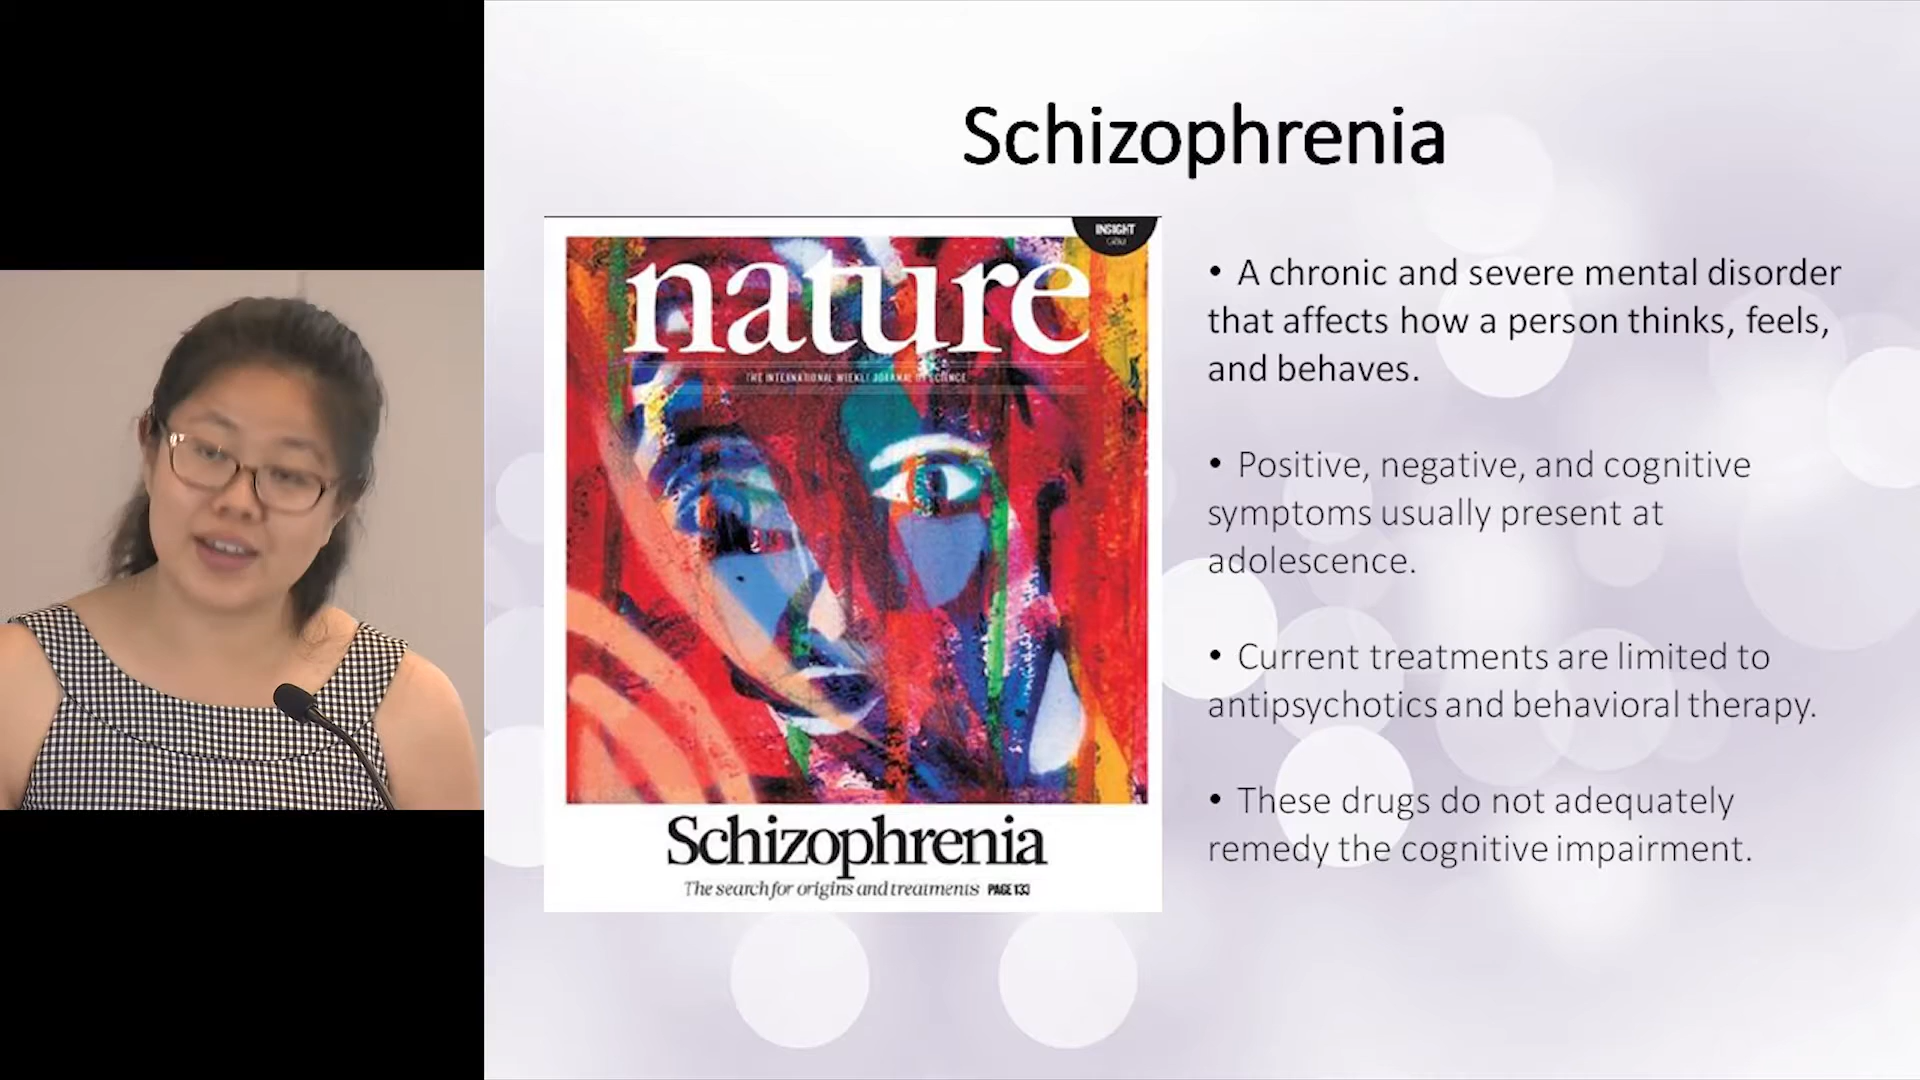 Schizophrenia
INSIGHT
nature
THE INTERNATIONAL WEEKLY JOURNAL OF SCIENCE
Schizophrenia
The search for origins and treatments PAGE 133
• A chronic and severe mental disorder
that affects how a person thinks, feels,
and behaves.
• Positive, negative, and cognitive
symptoms usually present at
adolescence.
• Current treatments are limited to
antipsychotics and behavioral therapy.
• These drugs do not adequately
remedy the cognitive impairment.